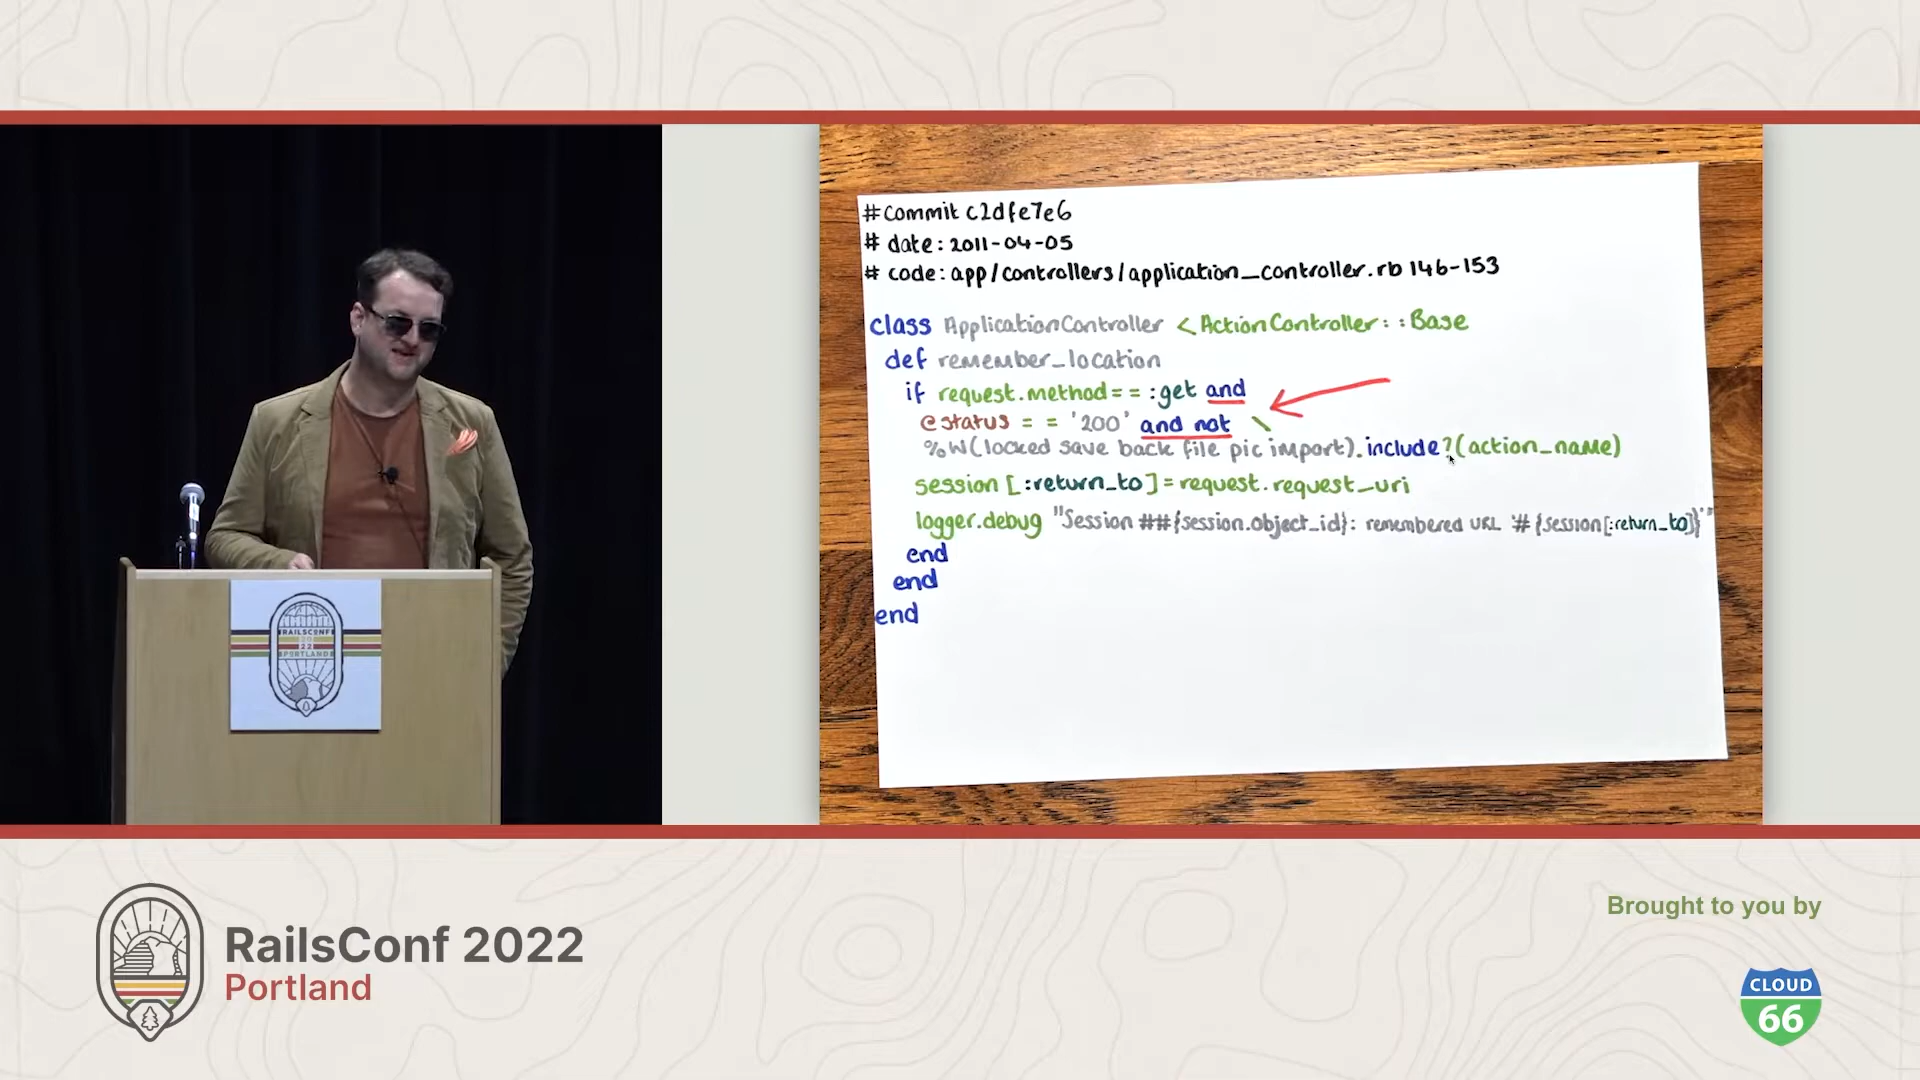 #Commit c2dfe7e6
# date: 2011-04-05
# code: app/controllers/application_controller.rb 146-153
class ApplicationController < ActionController::Base
def remember_location
if request.method == :get and
@status == '200' and not \
%w(locked save back file pic import).include?(action_name)
session [:return_to] = request.request_uri
logger.debug "Session ##{session.object_id}: remembered URL '#{session[:return_to]}'"
end
end
end
RAILSCONF
2022
PORTLAND
RailsConf 2022
Portland
Brought to you by
CLOUD
66